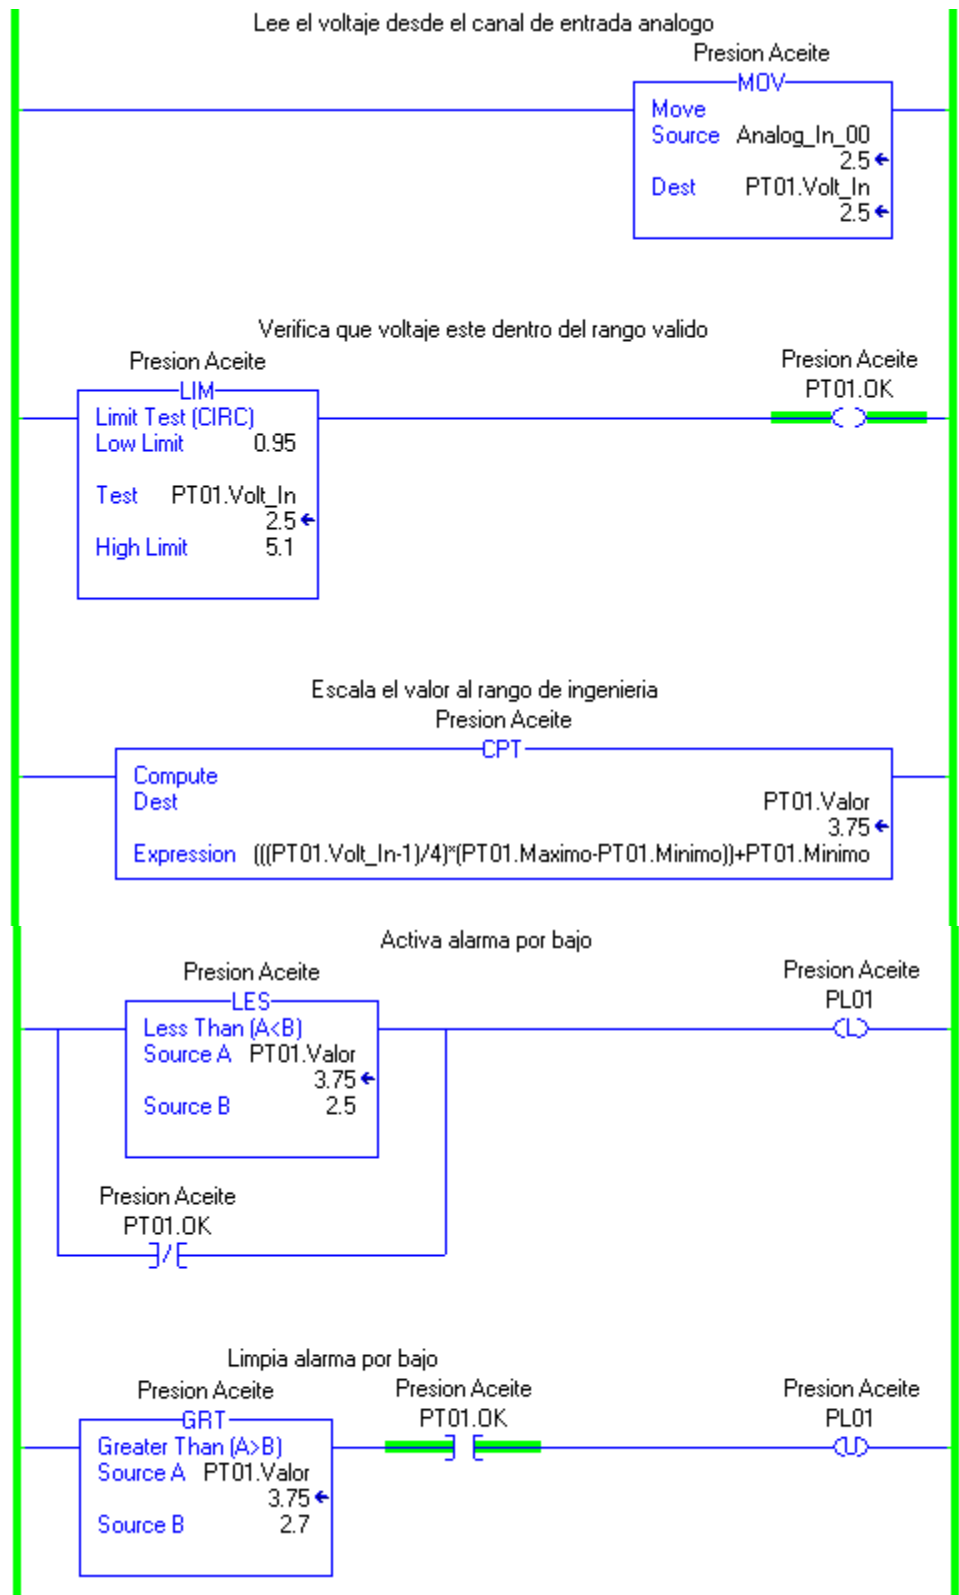 Lee el voltaje desde el canal de entrada analogo
Presion Aceite
MOV
Move
Source Analog_In_00
2.5
Dest PT01.Volt_In
2.5
Verifica que voltaje este dentro del rango valido
Presion Aceite
LIM
Limit Test (CIRC)
Low Limit 0.95
Test PT01.Volt_In
2.5
High Limit 5.1
Presion Aceite
PT01.OK
Escala el valor al rango de ingenieria
Presion Aceite
CPT
Compute
Dest PT01.Valor
3.75
Expression (((PT01.Volt_In-1)/4)*(PT01.Maximo-PT01.Minimo))+PT01.Minimo
Activa alarma por bajo
Presion Aceite
LES
Less Than (A<B)
Source A PT01.Valor
3.75
Source B 2.5
Presion Aceite
PT01.OK
Presion Aceite
PL01
L
Limpia alarma por bajo
Presion Aceite
GRT
Greater Than (A>B)
Source A PT01.Valor
3.75
Source B 2.7
Presion Aceite
PT01.OK
Presion Aceite
PL01
U